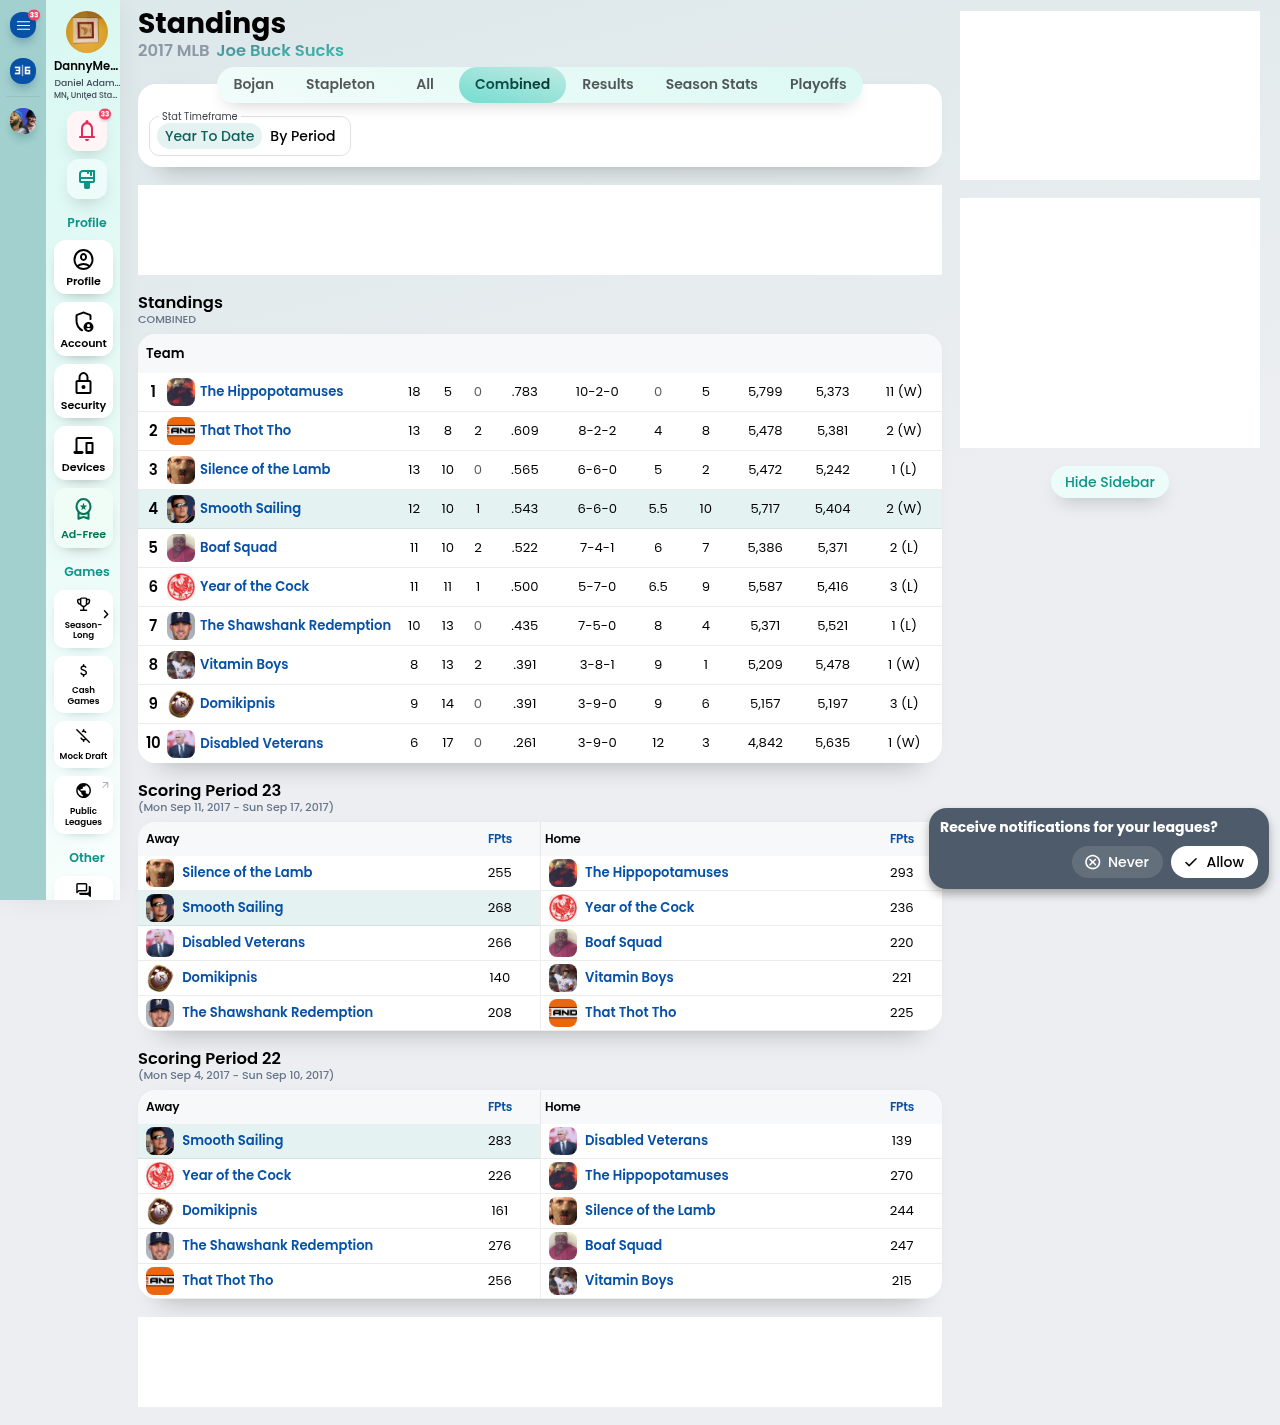 33
DannyMe...
Daniel Adam...
MN, United Sta...
33
Profile
Profile
Account
Security
Devices
Ad-Free
Games
Season-
Long
Cash
Games
Mock Draft
Public
Leagues
Other
Standings
2017 MLB Joe Buck Sucks
Bojan Stapleton All Combined Results Season Stats Playoffs
Stat Timeframe
Year To Date By Period
Standings
COMBINED
Team
1 The Hippopotamuses 18 5 0 .783 10-2-0 0 5 5,799 5,373 11 (W)
2 That Thot Tho 13 8 2 .609 8-2-2 4 8 5,478 5,381 2 (W)
3 Silence of the Lamb 13 10 0 .565 6-6-0 5 2 5,472 5,242 1 (L)
4 Smooth Sailing 12 10 1 .543 6-6-0 5.5 10 5,717 5,404 2 (W)
5 Boaf Squad 11 10 2 .522 7-4-1 6 7 5,386 5,371 2 (L)
6 Year of the Cock 11 11 1 .500 5-7-0 6.5 9 5,587 5,416 3 (L)
7 The Shawshank Redemption 10 13 0 .435 7-5-0 8 4 5,371 5,521 1 (L)
8 Vitamin Boys 8 13 2 .391 3-8-1 9 1 5,209 5,478 1 (W)
9 Domikipnis 9 14 0 .391 3-9-0 9 6 5,157 5,197 3 (L)
10 Disabled Veterans 6 17 0 .261 3-9-0 12 3 4,842 5,635 1 (W)
Scoring Period 23
(Mon Sep 11, 2017 - Sun Sep 17, 2017)
Away FPts Home FPts
Silence of the Lamb 255 The Hippopotamuses 293
Smooth Sailing 268 Year of the Cock 236
Disabled Veterans 266 Boaf Squad 220
Domikipnis 140 Vitamin Boys 221
The Shawshank Redemption 208 That Thot Tho 225
Scoring Period 22
(Mon Sep 4, 2017 - Sun Sep 10, 2017)
Away FPts Home FPts
Smooth Sailing 283 Disabled Veterans 139
Year of the Cock 226 The Hippopotamuses 270
Domikipnis 161 Silence of the Lamb 244
The Shawshank Redemption 276 Boaf Squad 247
That Thot Tho 256 Vitamin Boys 215
Hide Sidebar
Receive notifications for your leagues?
Never Allow